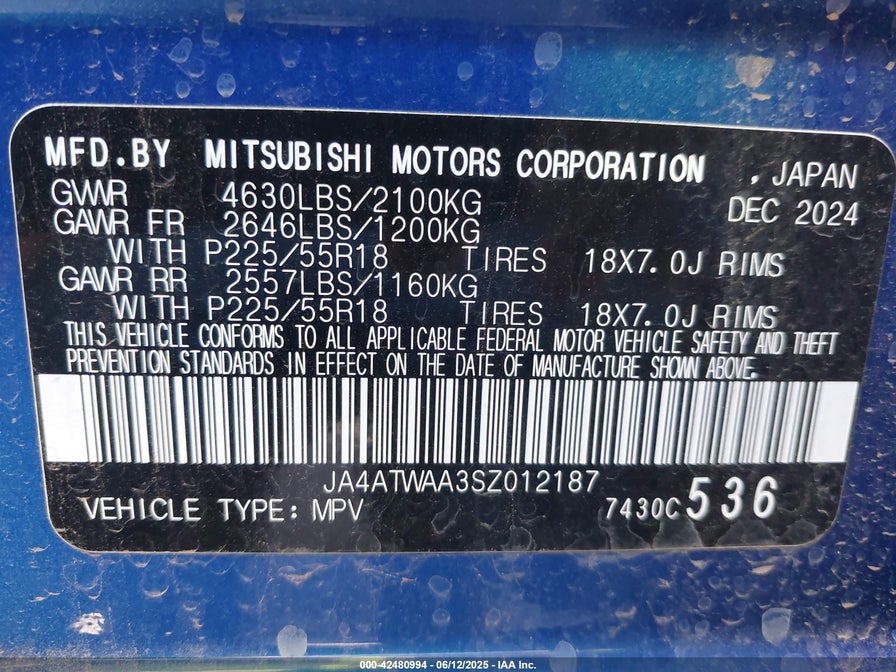 MFD.BY MITSUBISHI MOTORS CORPORATION , JAPAN
GVWR 4630LBS/2100KG DEC 2024
GAWR FR 2646LBS/1200KG
WITH P225/55R18 TIRES 18X7.0J RIMS
GAWR RR 2557LBS/1160KG
WITH P225/55R18 TIRES 18X7.0J RIMS
THIS VEHICLE CONFORMS TO ALL APPLICABLE FEDERAL MOTOR VEHICLE SAFETY AND THEFT
PREVENTION STANDARDS IN EFFECT ON THE DATE OF MANUFACTURE SHOWN ABOVE.
JA4ATWAA3SZ012187
VEHICLE TYPE: MPV 7430C 536
000-42480994 - 06/12/2025 - IAA Inc.